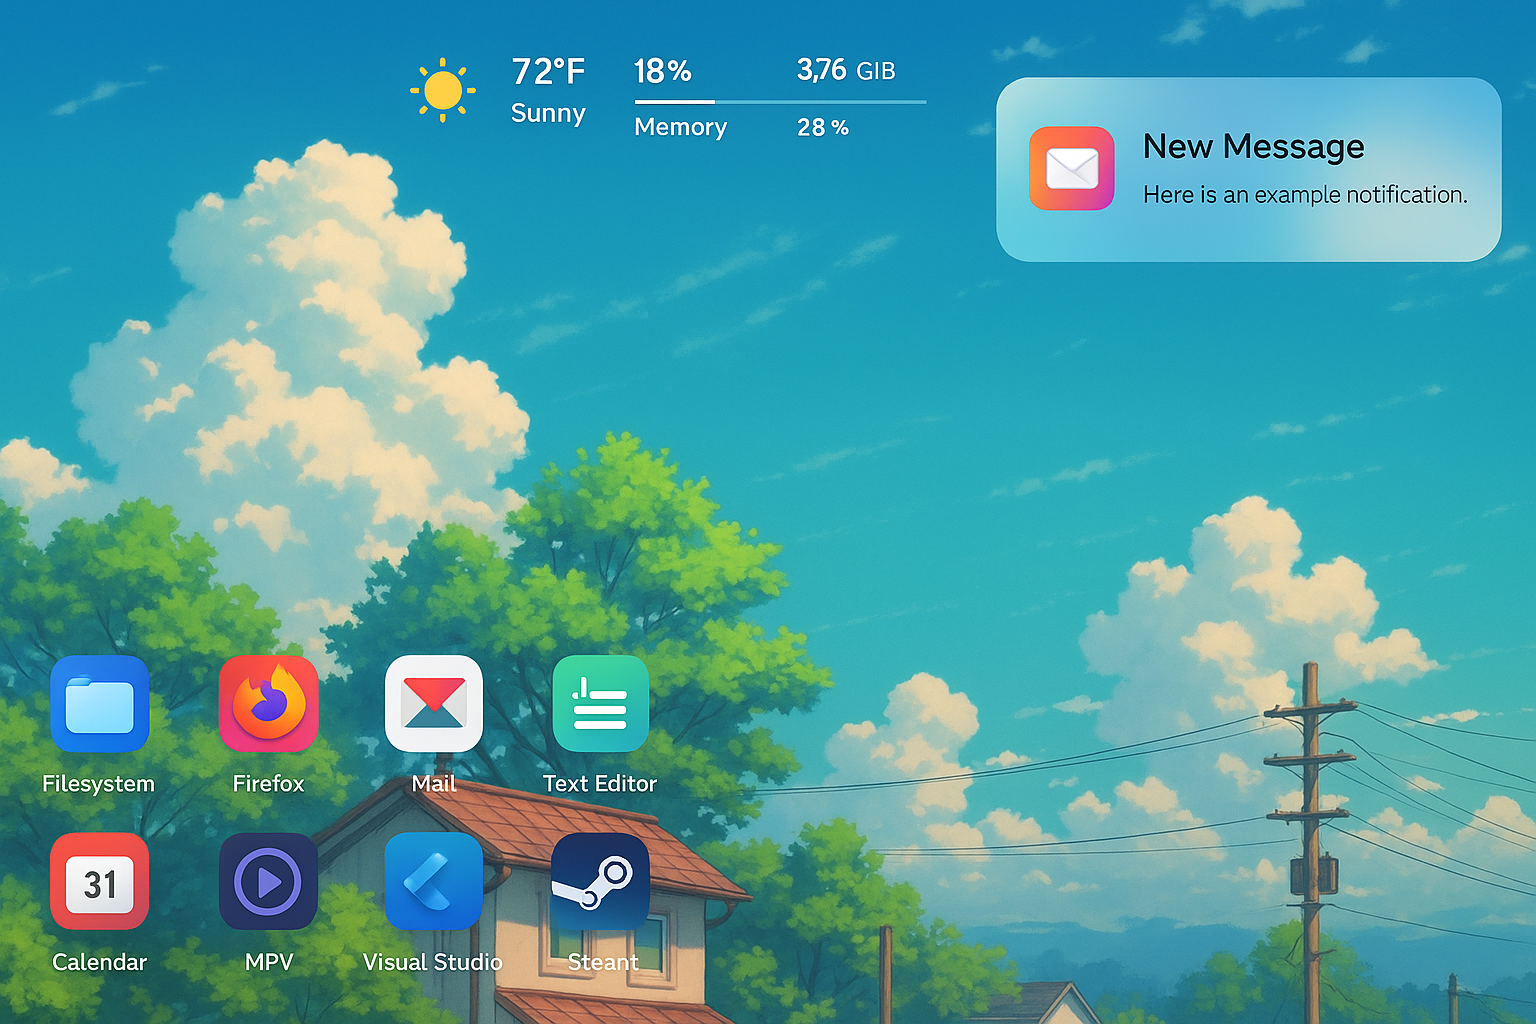 72°F
Sunny
18%
3,76 GIB
Memory
28 %
New Message
Here is an example notification.
Filesystem
Firefox
Mail
Text Editor
31
Calendar
MPV
Visual Studio
Steant